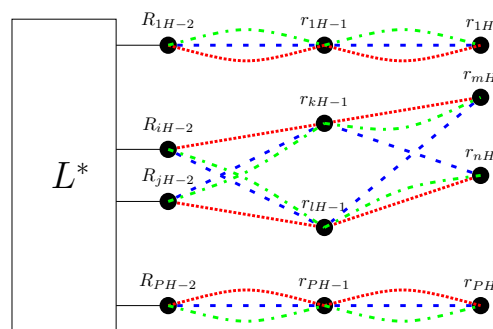 R_{1H-2} r_{1H-1} r_{1H}
r_{mH}
R_{iH-2} r_{kH-1}
r_{nH}
L^*
R_{jH-2}
r_{lH-1}
R_{PH-2} r_{PH-1} r_{PH}